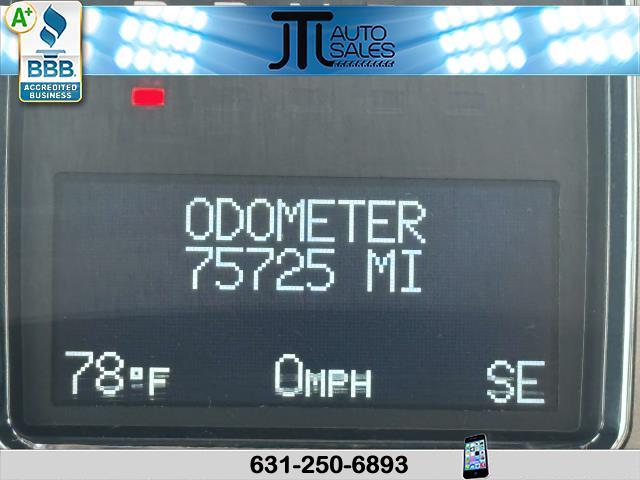 A+
BBB.
ACCREDITED
BUSINESS
JTL AUTO
SALES
ODOMETER
75725 MI
78°F 0MPH SE
631-250-6893